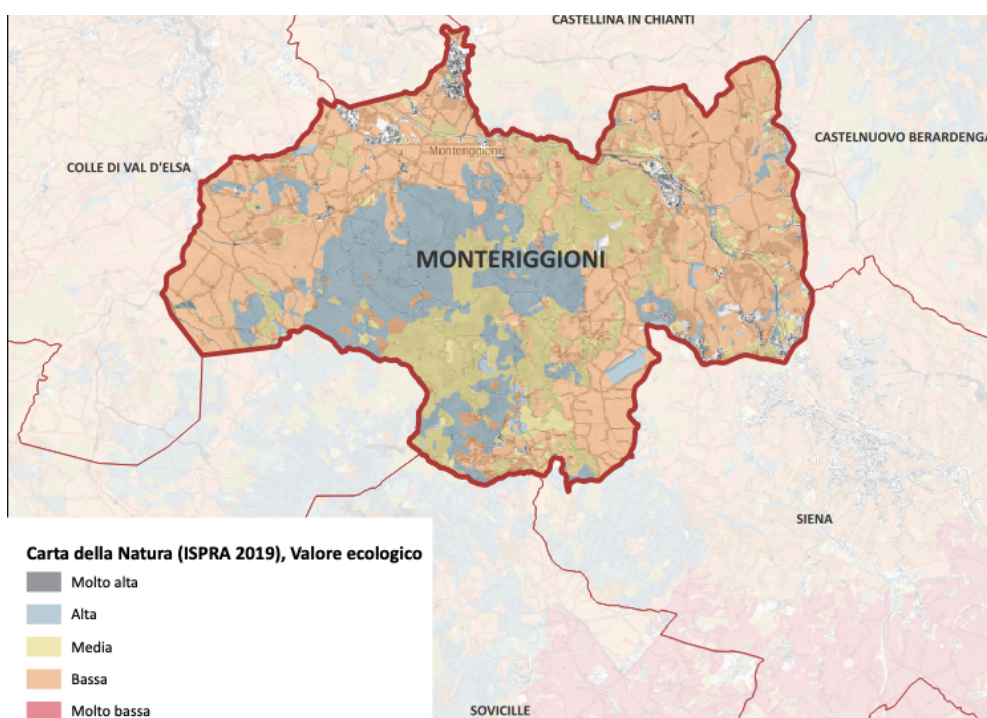 CASTELLINA IN CHIANTI
CASTELNUOVO BERARDENGA
Monteriggioni
COLLE DI VAL D'ELSA
MONTERIGGIONI
SIENA
SIENA
Carta della Natura (ISPRA 2019), Valore ecologico
Molto alta
Alta
Media
Bassa
Molto bassa
SOVICILLE